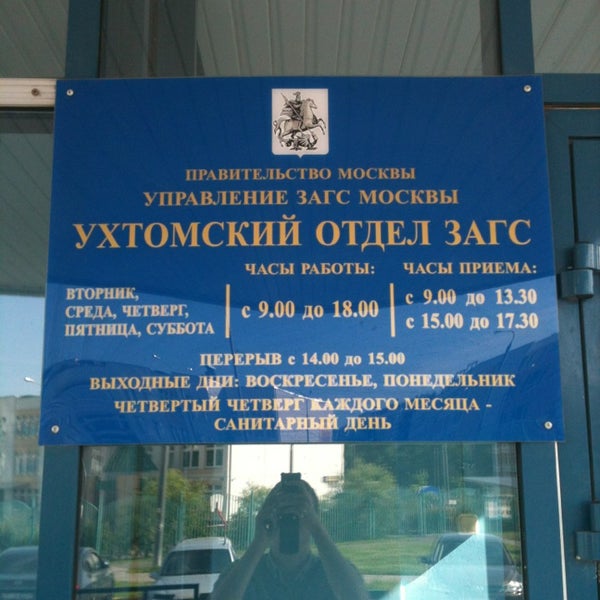 ПРАВИТЕЛЬСТВО МОСКВЫ
УПРАВЛЕНИЕ ЗАГС МОСКВЫ
УХТОМСКИЙ ОТДЕЛ ЗАГС
ЧАСЫ РАБОТЫ: ЧАСЫ ПРИЕМА:
ВТОРНИК,
СРЕДА, ЧЕТВЕРГ,
ПЯТНИЦА, СУББОТА
с 9.00 до 18.00
с 9.00 до 13.30
с 15.00 до 17.30
ПЕРЕРЫВ с 14.00 до 15.00
ВЫХОДНЫЕ ДНИ: ВОСКРЕСЕНЬЕ, ПОНЕДЕЛЬНИК
ЧЕТВЕРТЫЙ ЧЕТВЕРГ КАЖДОГО МЕСЯЦА -
САНИТАРНЫЙ ДЕНЬ